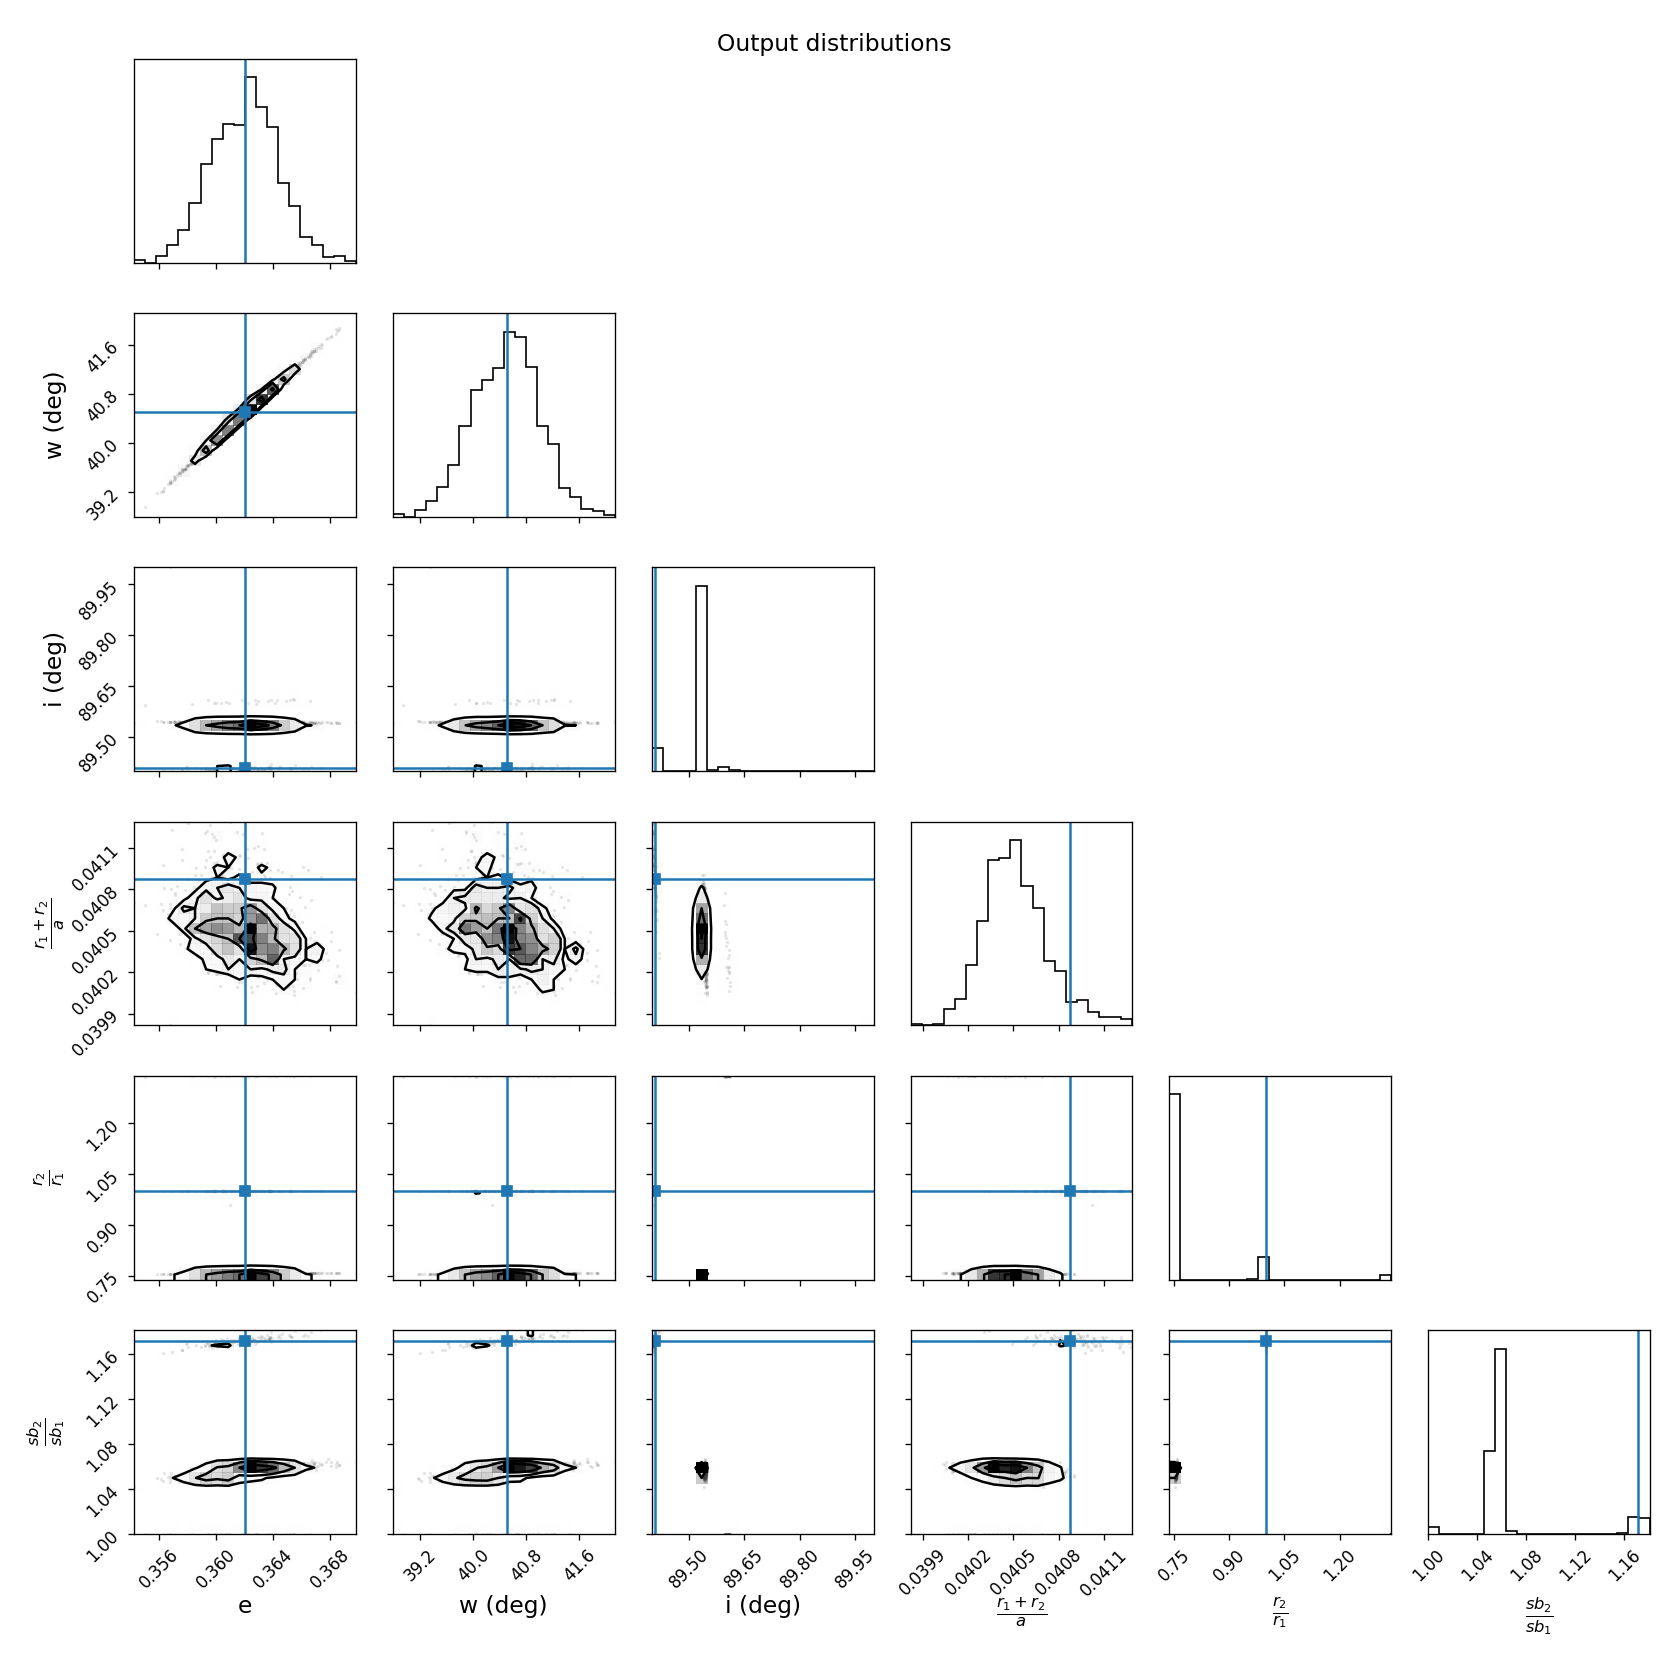 Output distributions
w (deg)
41.6
40.8
40.0
39.2
i (deg)
89.95
89.80
89.65
89.50
r₁ + r₂
a
0.0411
0.0408
0.0405
0.0402
0.0399
r₂
r₁
1.20
1.05
0.90
0.75
sb₂
sb₁
1.16
1.12
1.08
1.04
1.00
0.356 0.360 0.364 0.368 39.2 40.0 40.8 41.6 89.50 89.65 89.80 89.95 0.0399 0.0402 0.0405 0.0408 0.0411 0.75 0.90 1.05 1.20 1.00 1.04 1.08 1.12 1.16
e w (deg) i (deg) r₁ + r₂ r₂ sb₂
a r₁ sb₁